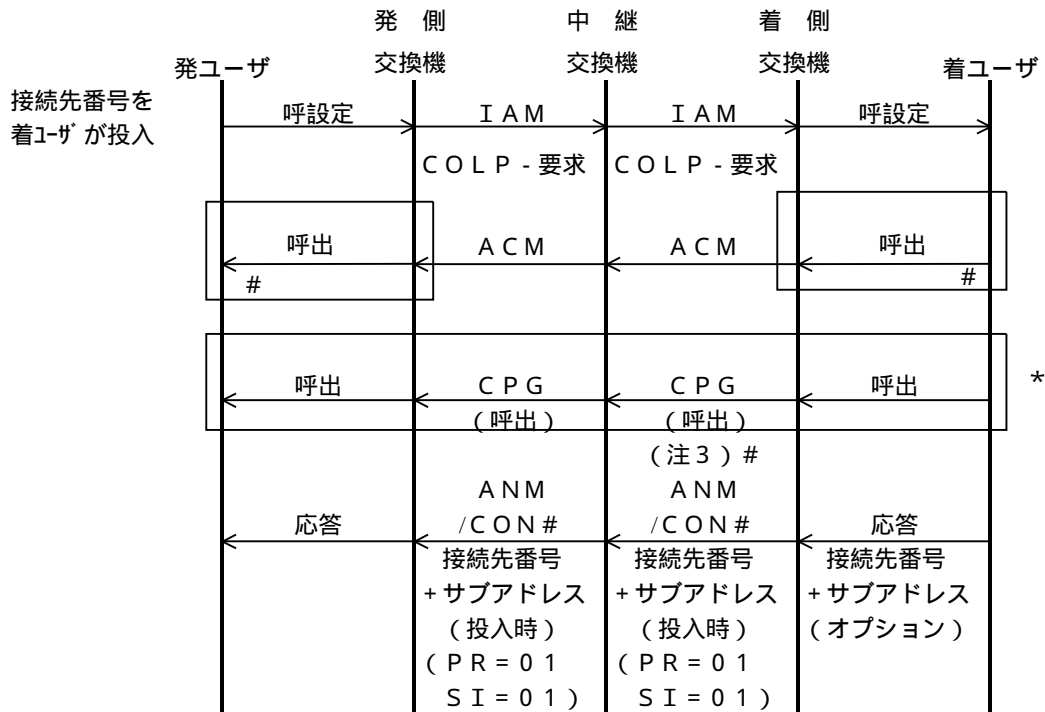 発　側　中　継　着　側
発ユーザ　交換機　交換機　交換機　着ユーザ
接続先番号を
着ﾕｰｻﾞが投入
呼設定　ＩＡＭ　ＩＡＭ　呼設定
ＣＯＬＰ-要求　ＣＯＬＰ-要求
呼出　ＡＣＭ　ＡＣＭ　呼出
#　#
呼出　ＣＰＧ　ＣＰＧ　呼出　*
（呼出）　（呼出）
（注３）#
ＡＮＭ　ＡＮＭ
応答　/ＣＯＮ#　/ＣＯＮ#　応答
接続先番号　接続先番号　接続先番号
+サブアドレス　+サブアドレス　+サブアドレス
（投入時）　（投入時）　（オプション）
（ＰＲ=０１　（ＰＲ=０１
ＳＩ=０１）　ＳＩ=０１）